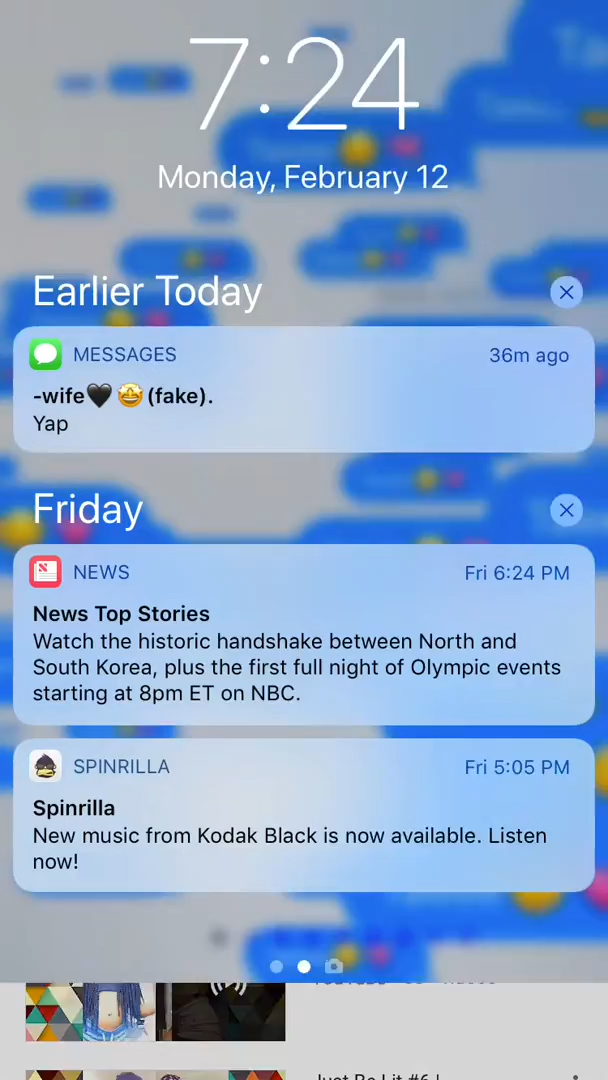 7:24
Monday, February 12
Earlier Today
MESSAGES 36m ago
-wife🖤🤩(fake).
Yap
Friday
NEWS Fri 6:24 PM
News Top Stories
Watch the historic handshake between North and
South Korea, plus the first full night of Olympic events
starting at 8pm ET on NBC.
SPINRILLA Fri 5:05 PM
Spinrilla
New music from Kodak Black is now available. Listen
now!
Just Be Lit #6 |